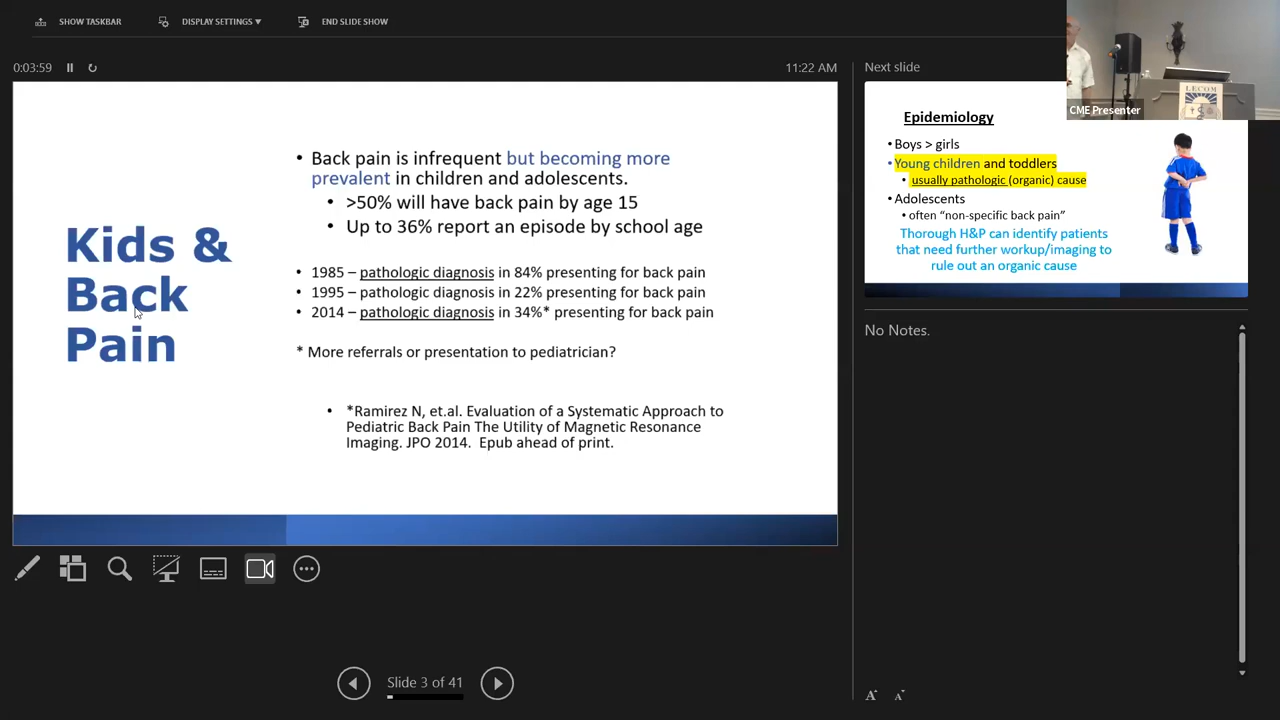 SHOW TASKBAR
DISPLAY SETTINGS ▼
END SLIDE SHOW
0:03:59
11:22 AM
Kids &
Back
Pain
• Back pain is infrequent but becoming more
prevalent in children and adolescents.
• >50% will have back pain by age 15
• Up to 36% report an episode by school age
• 1985 – pathologic diagnosis in 84% presenting for back pain
• 1995 – pathologic diagnosis in 22% presenting for back pain
• 2014 – pathologic diagnosis in 34%* presenting for back pain
* More referrals or presentation to pediatrician?
• *Ramirez N, et.al. Evaluation of a Systematic Approach to
Pediatric Back Pain The Utility of Magnetic Resonance
Imaging. JPO 2014. Epub ahead of print.
Slide 3 of 41
Next slide
Epidemiology
• Boys > girls
• Young children and toddlers
• usually pathologic (organic) cause
• Adolescents
• often "non-specific back pain"
Thorough H&P can identify patients
that need further workup/imaging to
rule out an organic cause
No Notes.
A
A
LECOM
CME Presenter